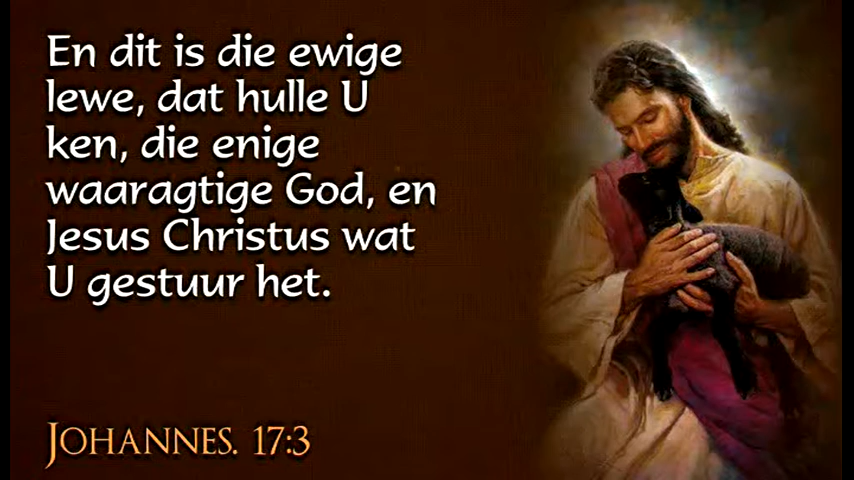 En dit is die ewige
lewe, dat hulle U
ken, die enige
waaragtige God, en
Jesus Christus wat
U gestuur het.
Johannes. 17:3